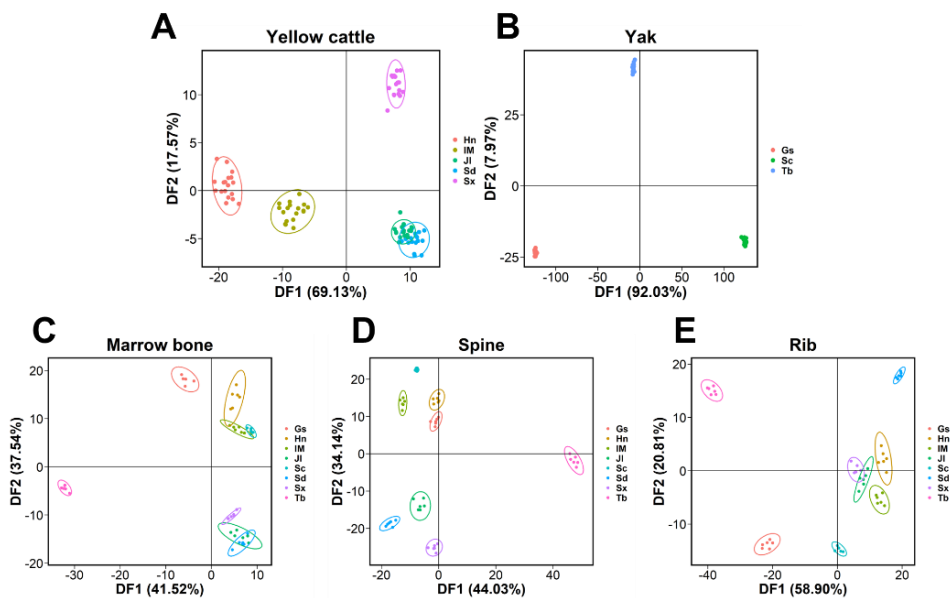 A
Yellow cattle
DF2 (17.57%)
10
5
0
-5
-20
-10
0
10
DF1 (69.13%)
Hn
IM
JI
Sd
Sx
B
Yak
DF2 (7.97%)
25
0
-25
-100
-50
0
50
100
DF1 (92.03%)
Gs
Sc
Tb
C
Marrow bone
DF2 (37.54%)
20
10
0
-10
-20
-30
-20
-10
0
10
DF1 (41.52%)
Gs
Hn
IM
JI
Sc
Sd
Sx
Tb
D
Spine
DF2 (34.14%)
20
10
0
-10
-20
-20
0
20
40
DF1 (44.03%)
Gs
Hn
IM
JI
Sc
Sd
Sx
Tb
E
Rib
DF2 (20.81%)
20
10
0
-10
-40
-20
0
20
DF1 (58.90%)
Gs
Hn
IM
JI
Sc
Sd
Sx
Tb